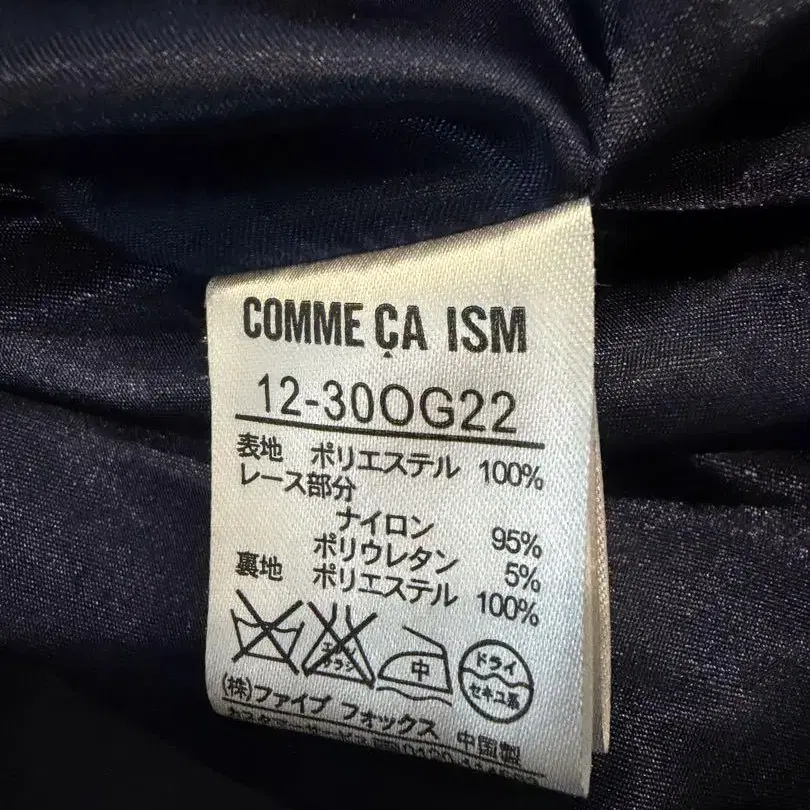 COMME ÇA ISM
12-30OG22
表地 ポリエステル 100%
レース部分
ナイロン 95%
ポリウレタン 5%
裏地 ポリエステル 100%
中
ドライ
セキユ系
(株)ファイブ フォックス 中国製